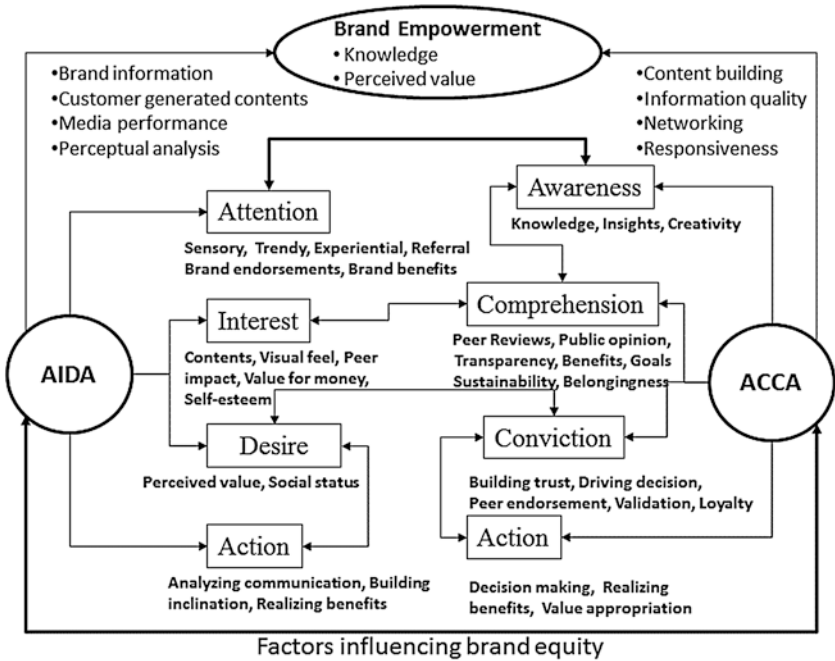 Brand Empowerment
• Knowledge
• Perceived value
•Brand information
•Customer generated contents
•Media performance
•Perceptual analysis
•Content building
•Information quality
•Networking
•Responsiveness
Attention
Sensory, Trendy, Experiential, Referral
Brand endorsements, Brand benefits
Awareness
Knowledge, Insights, Creativity
Interest
Contents, Visual feel, Peer
impact, Value for money,
Self-esteem
Comprehension
Peer Reviews, Public opinion,
Transparency, Benefits, Goals
Sustainability, Belongingness
AIDA
ACCA
Desire
Perceived value, Social status
Conviction
Building trust, Driving decision,
Peer endorsement, Validation, Loyalty
Action
Analyzing communication, Building
inclination, Realizing benefits
Action
Decision making, Realizing
benefits, Value appropriation
Factors influencing brand equity